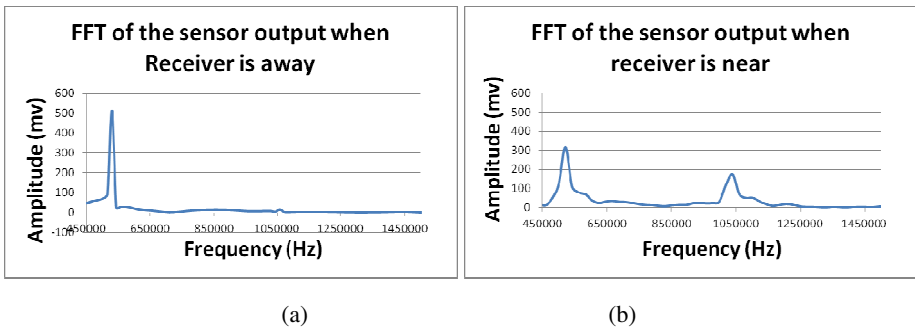 FFT of the sensor output when
Receiver is away
Amplitude (mv)
600
500
400
300
200
100
0
-100
450000 650000 850000 1050000 1250000 1450000
Frequency (Hz)
(a)
FFT of the sensor output when
receiver is near
Amplitude (mv)
600
500
400
300
200
100
0
450000 650000 850000 1050000 1250000 1450000
Frequency (Hz)
(b)